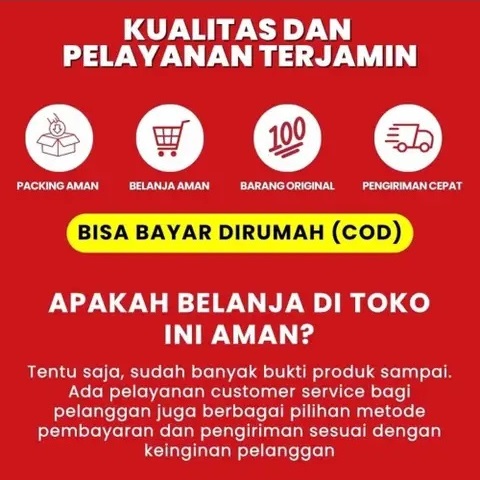 KUALITAS DAN
PELAYANAN TERJAMIN
100
PACKING AMAN
BELANJA AMAN
BARANG ORIGINAL
PENGIRIMAN CEPAT
BISA BAYAR DIRUMAH (COD)
APAKAH BELANJA DI TOKO
INI AMAN?
Tentu saja, sudah banyak bukti produk sampai.
Ada pelayanan customer service bagi
pelanggan juga berbagai pilihan metode
pembayaran dan pengiriman sesuai dengan
keinginan pelanggan